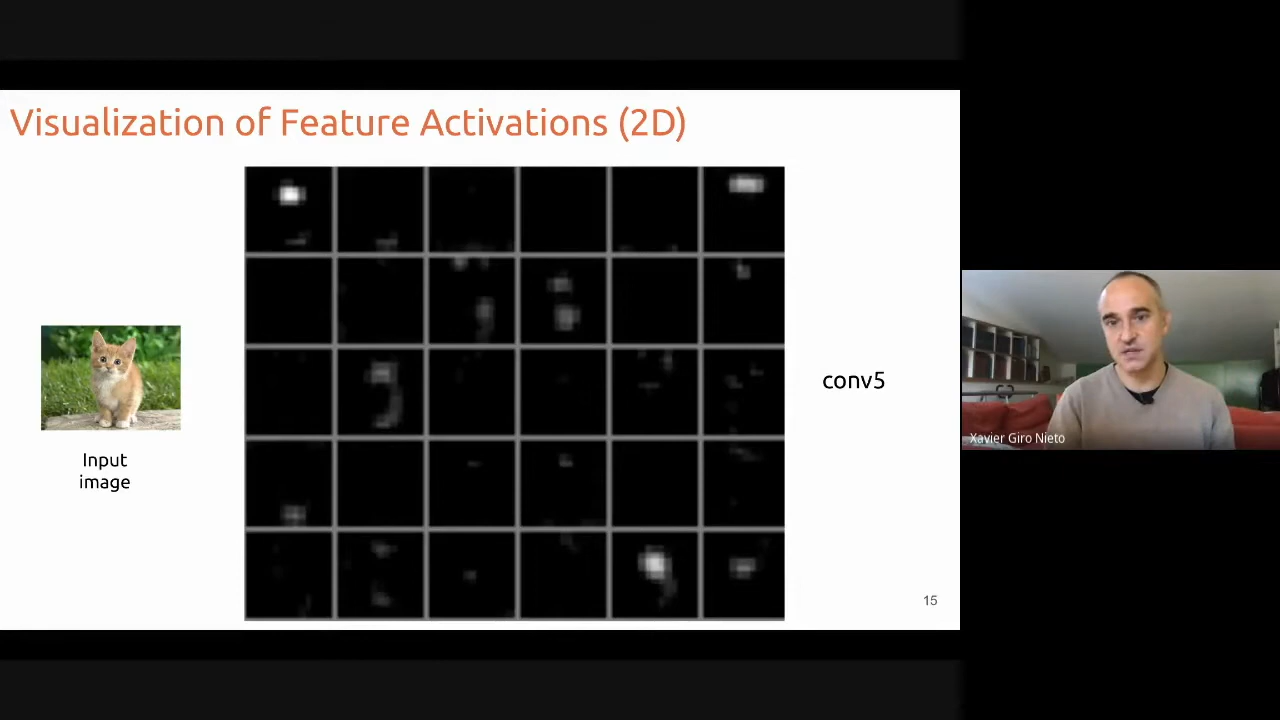 Visualization of Feature Activations (2D)
Input
image
conv5
15
Xavier Giro Nieto